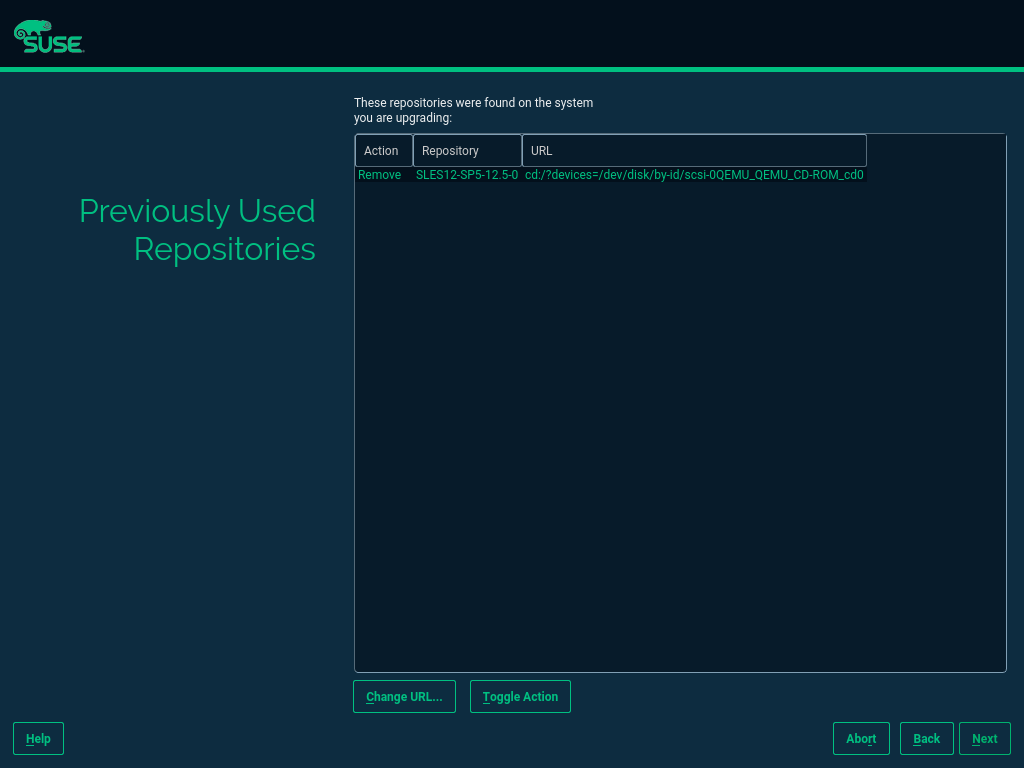 SUSE
These repositories were found on the system
you are upgrading:
Action Repository URL
Remove SLES12-SP5-12.5-0 cd:/?devices=/dev/disk/by-id/scsi-0QEMU_QEMU_CD-ROM_cd0
Previously Used
Repositories
Change URL... Toggle Action
Help Abort Back Next